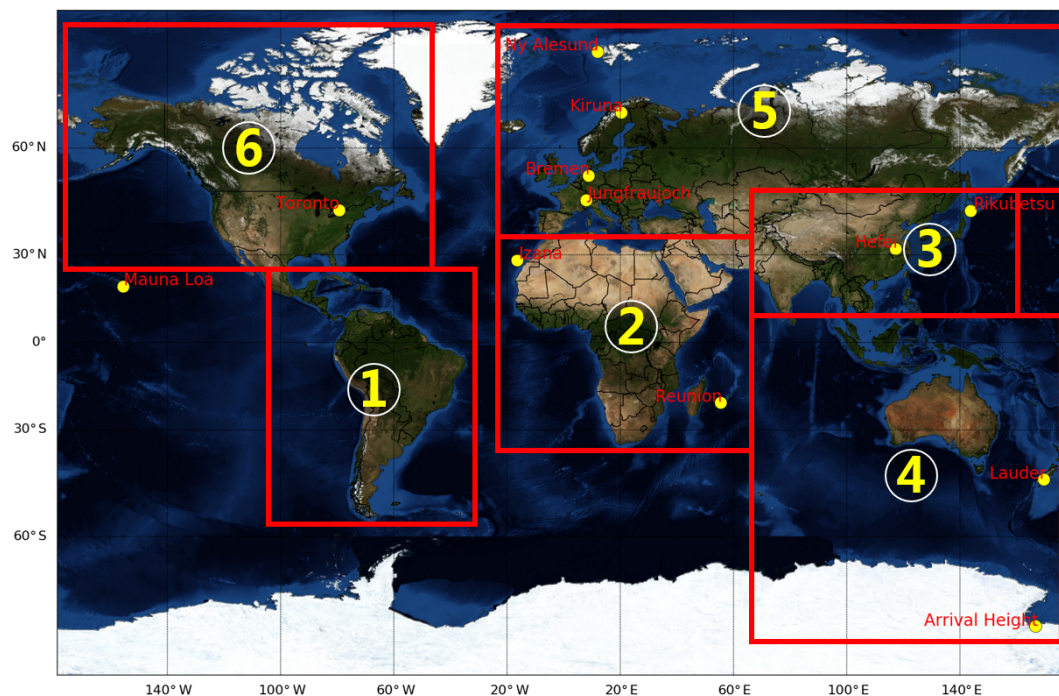 Ny Alesund
Kiruna
5
60°N
6
Bremen
Jungfraujoch
Toronto
Rikubetsu
Hefei
3
30°N
Izana
Mauna Loa
2
0°
1
Reunion
30°S
4
Lauder
60°S
Arrival Height
140°W
100°W
60°W
20°W
20°E
60°E
100°E
140°E